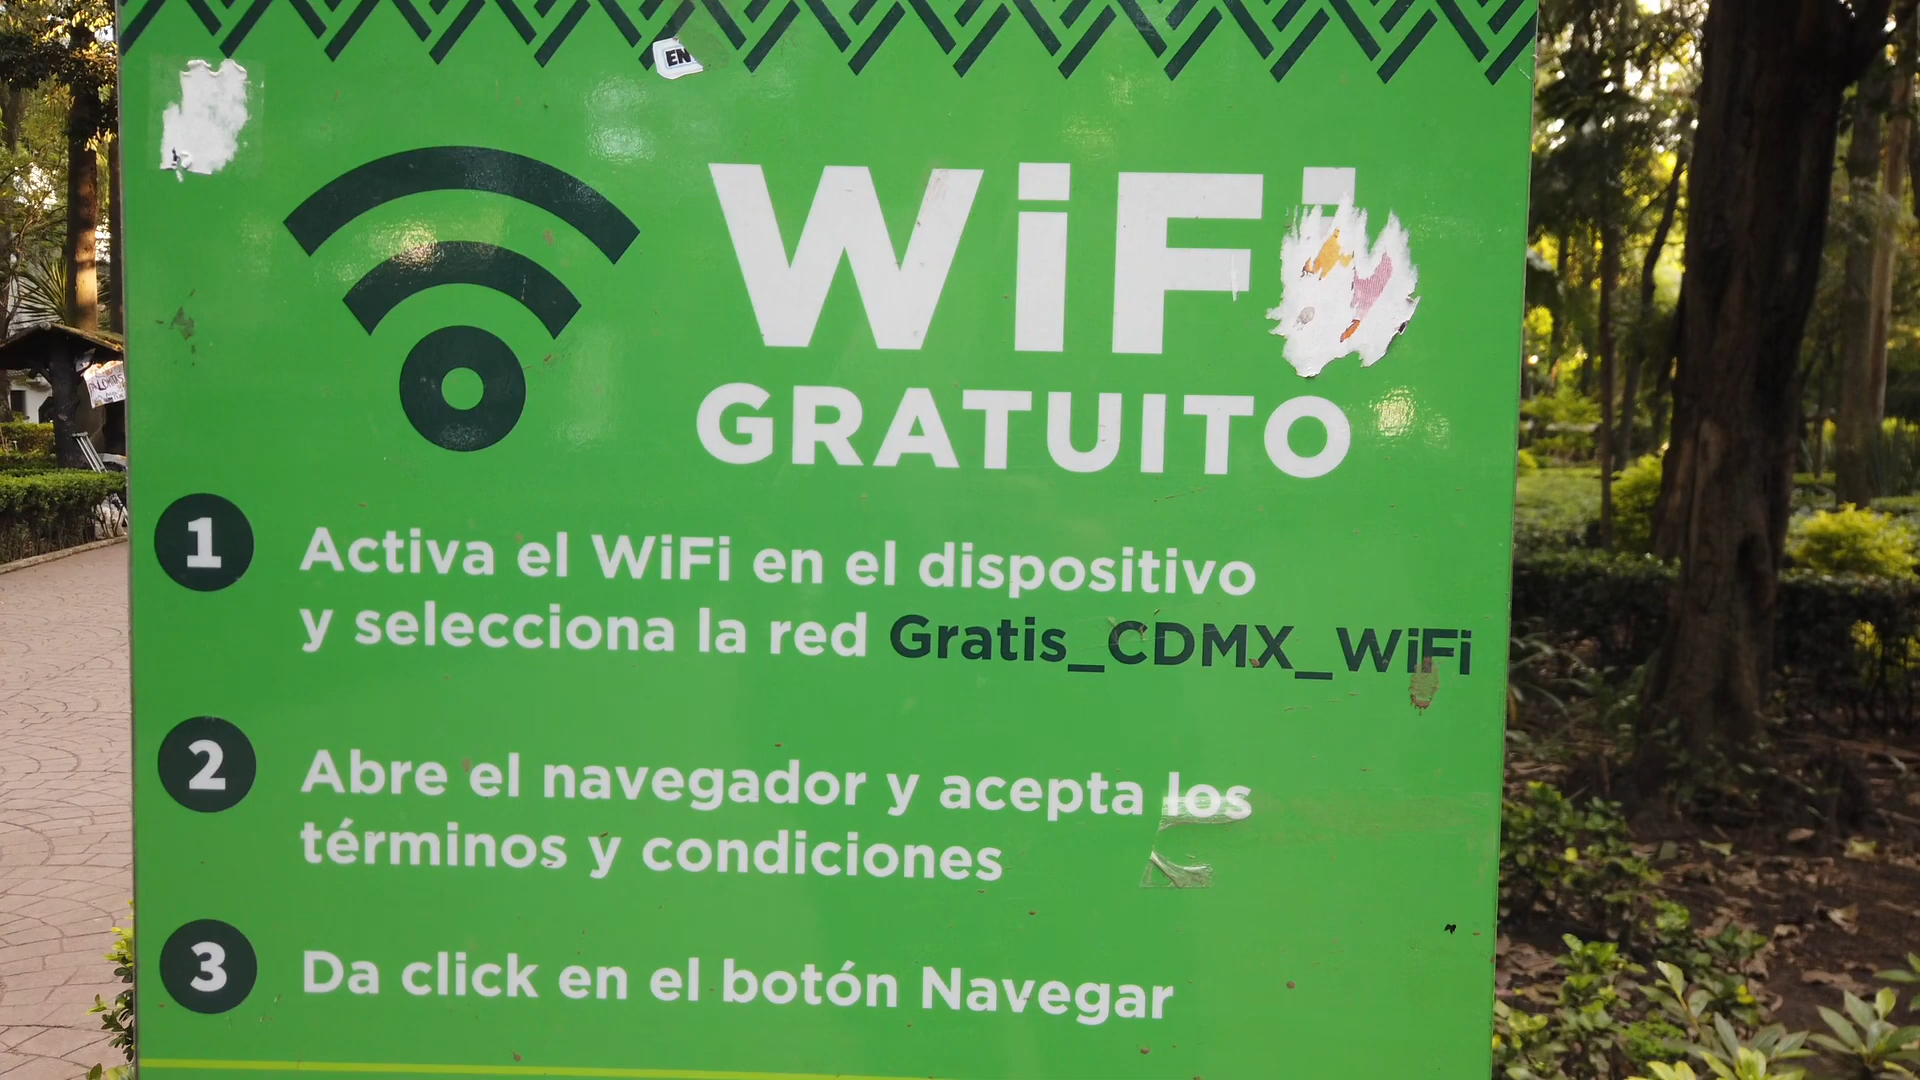 EN
WiFi
GRATUITO
1 Activa el WiFi en el dispositivo
y selecciona la red Gratis_CDMX_WiFi
2 Abre el navegador y acepta los
términos y condiciones
3 Da click en el botón Navegar